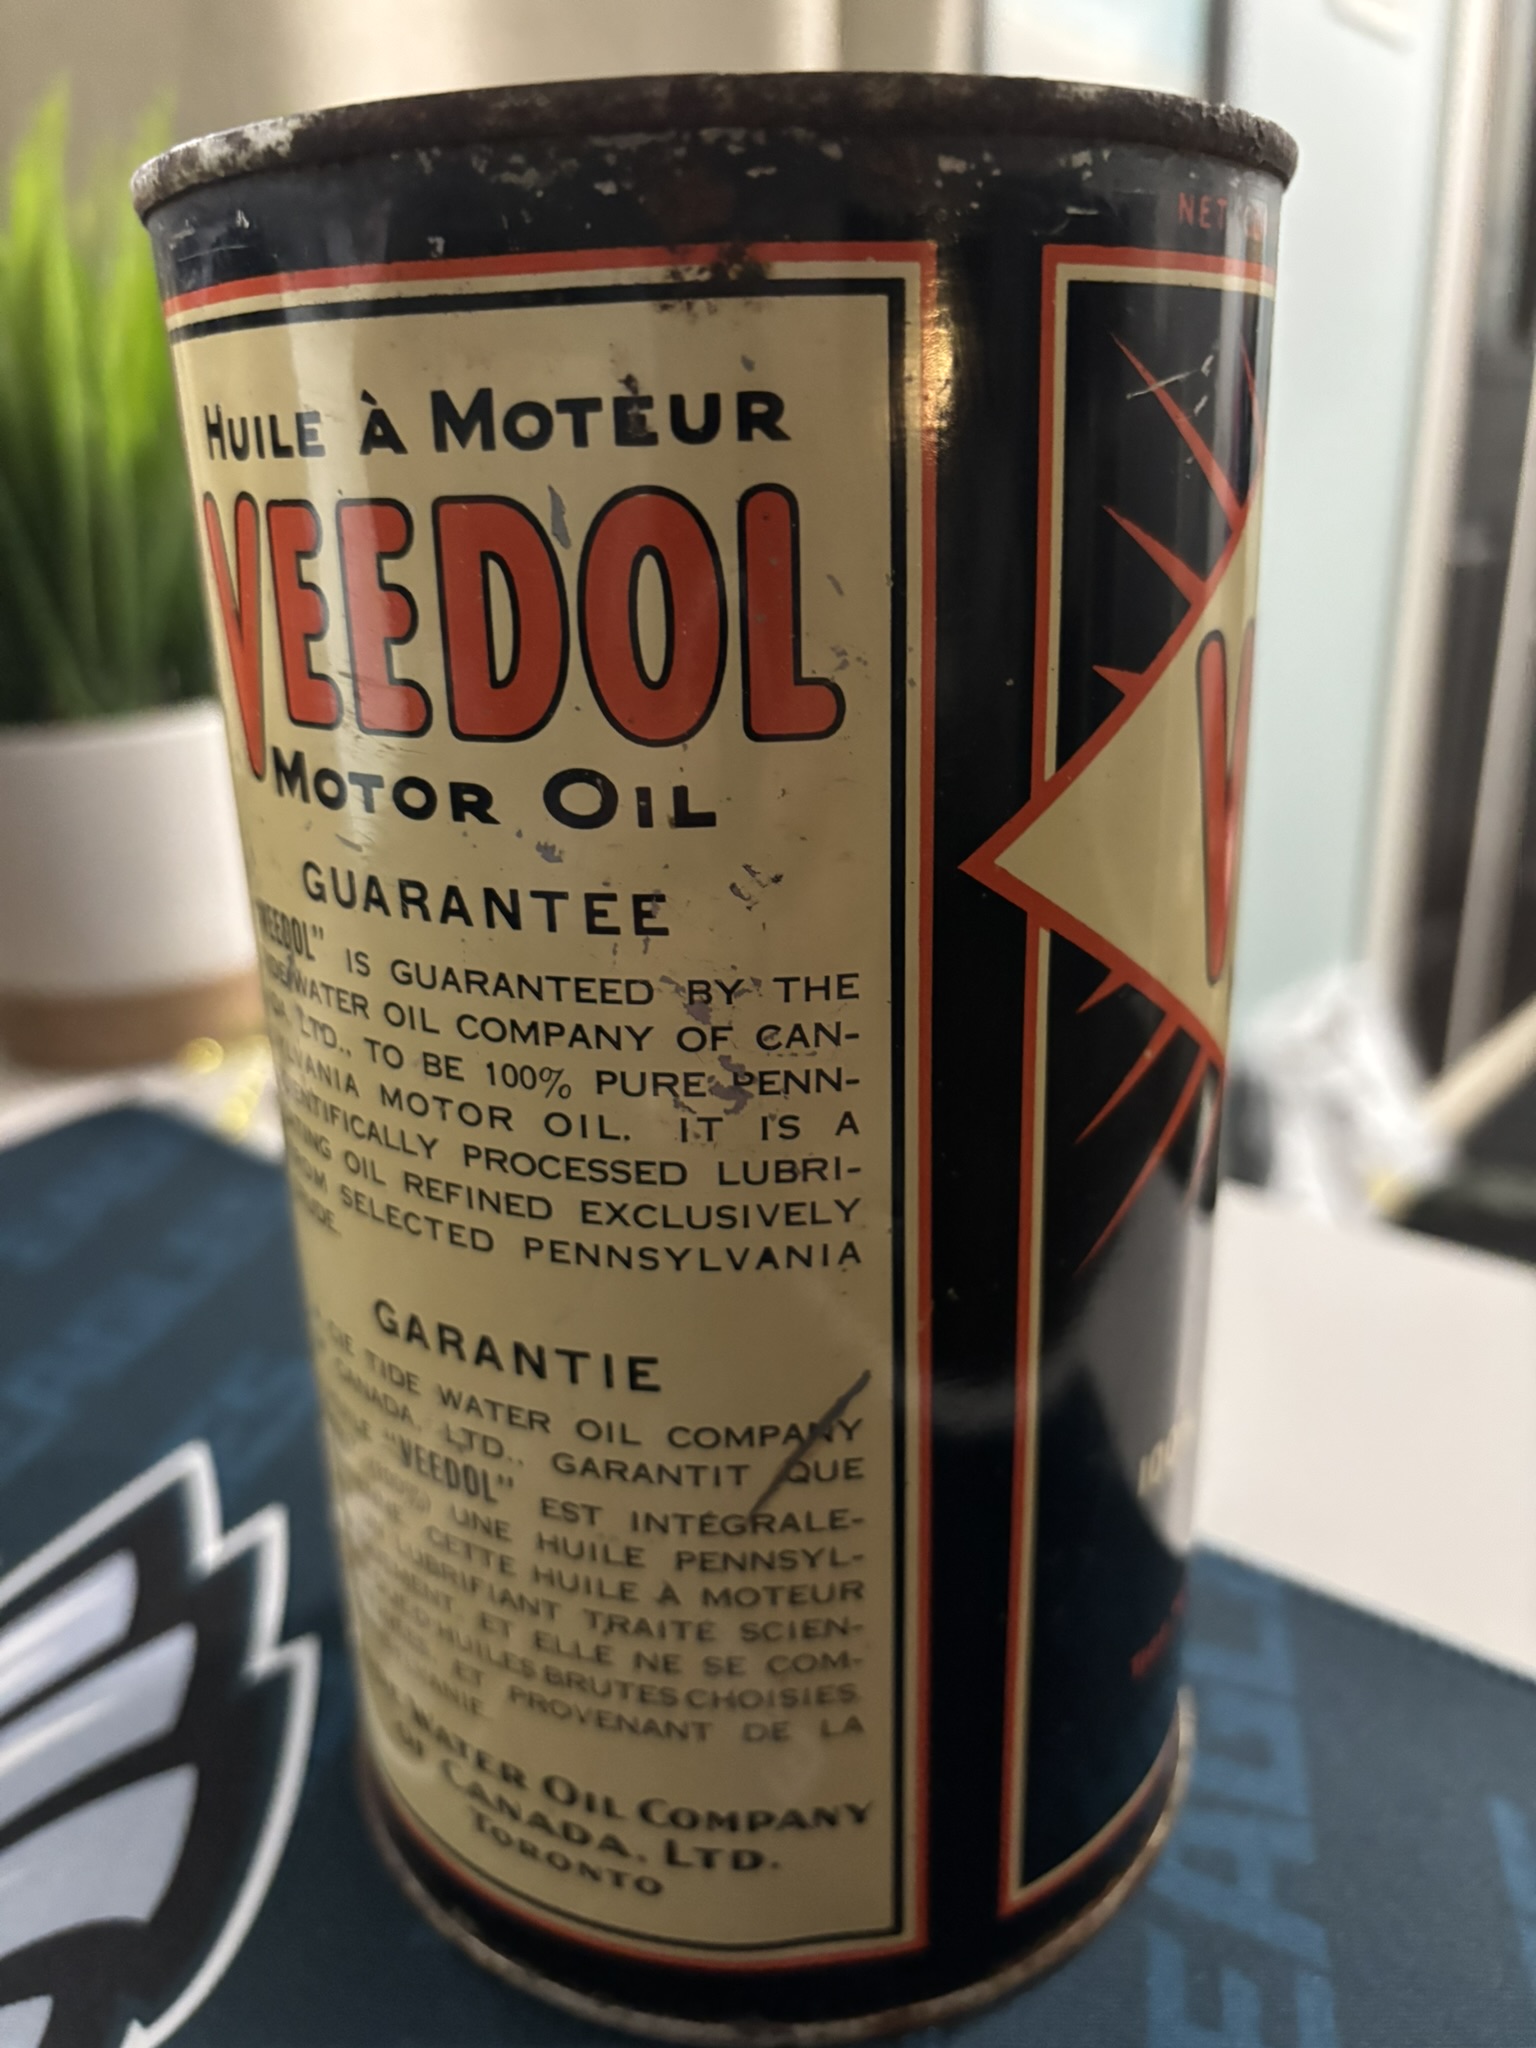 HUILE À MOTEUR
VEEDOL
MOTOR OIL
GUARANTEE
"VEEDOL" IS GUARANTEED BY THE
WATER OIL COMPANY OF CAN-
LTD., TO BE 100% PURE PENN-
MOTOR OIL. IT IS A
PROCESSED LUBRI-
OIL REFINED EXCLUSIVELY
SELECTED PENNSYLVANIA
GARANTIE
TIDE WATER OIL COMPANY
CANADA, LTD., GARANTIT QUE
"VEEDOL" EST INTÉGRALE-
UNE HUILE PENNSYL-
CETTE HUILE À MOTEUR
LUBRIFIANT TRAITÉ SCIEN-
ET ELLE NE SE COM-
D'HUILES BRUTES CHOISIES
ET PROVENANT DE LA
WATER OIL COMPANY
OF CANADA, LTD.
TORONTO
NET
V
100